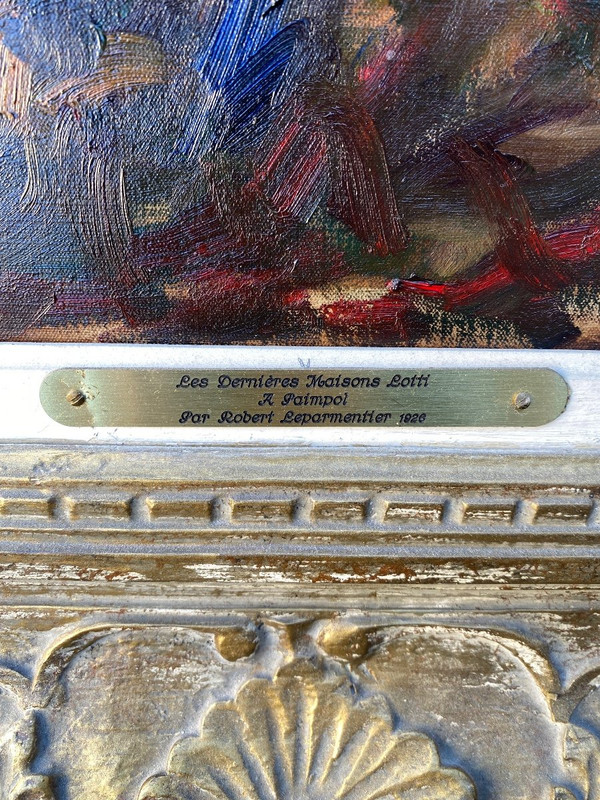 Les Dernières Maisons Lotti
A Paimpol
Par Robert Leparmentier 1926